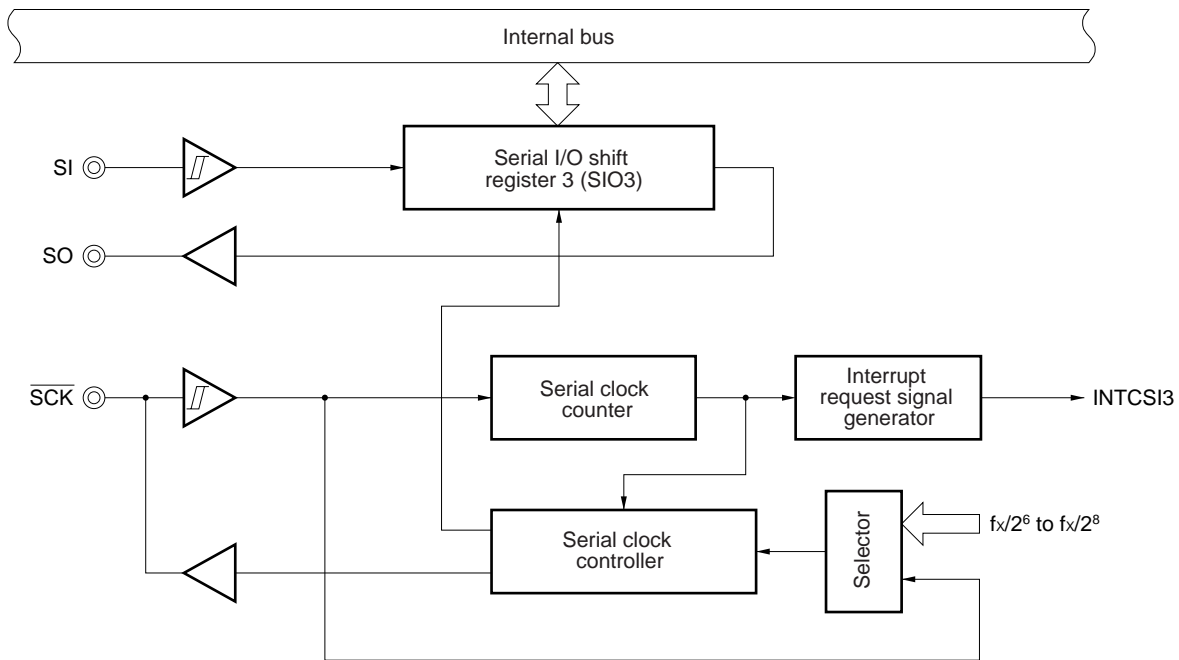 Internal bus
SI
Serial I/O shift
register 3 (SIO3)
SO
SCK
Serial clock
counter
Interrupt
request signal
generator
INTCSI3
Serial clock
controller
Selector
fx/2⁶ to fx/2⁸